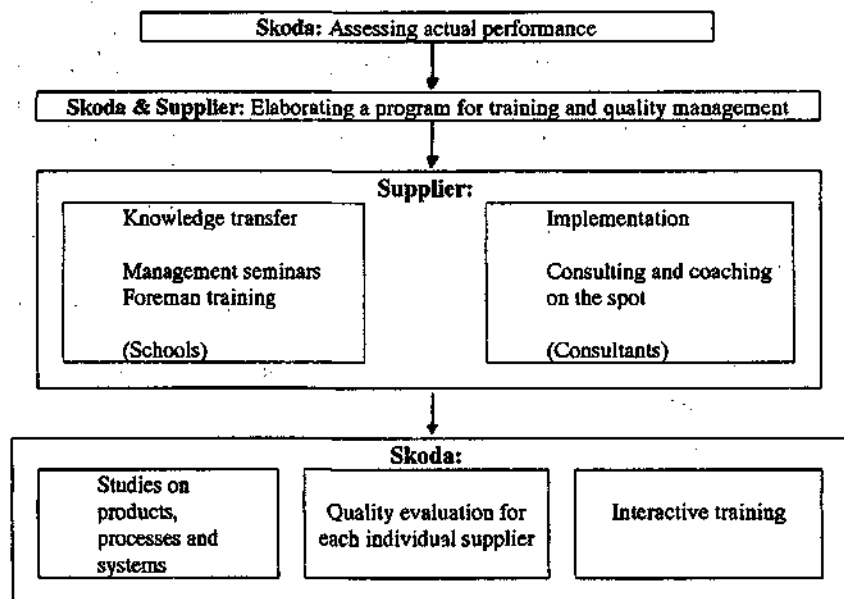 Skoda: Assessing actual performance
Skoda & Supplier: Elaborating a program for training and quality management
Supplier:
Knowledge transfer
Management seminars
Foreman training
(Schools)
Implementation
Consulting and coaching
on the spot
(Consultants)
Skoda:
Studies on
products,
processes and
systems
Quality evaluation for
each individual supplier
Interactive training